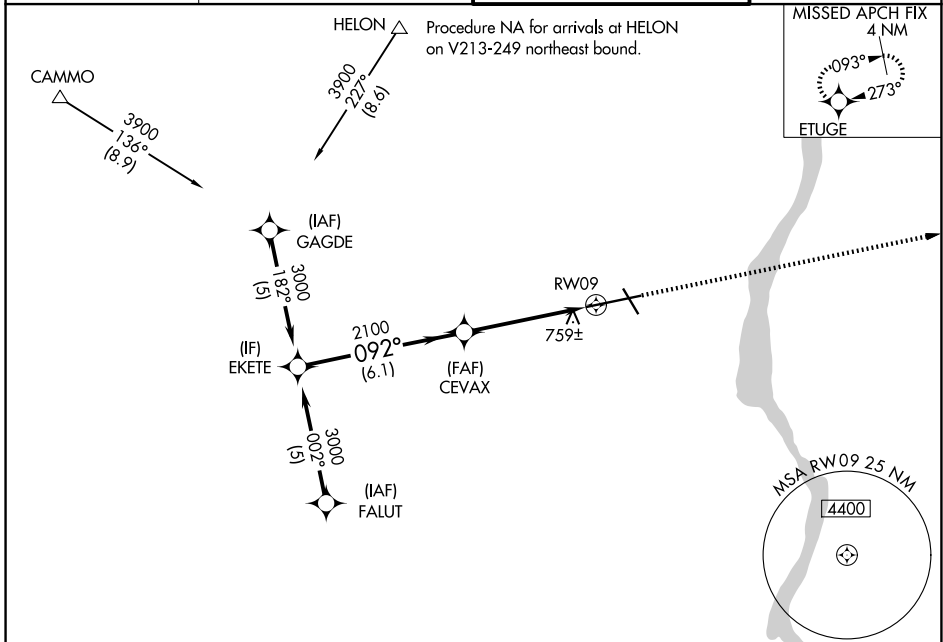 HELON
Procedure NA for arrivals at HELON
on V213-249 northeast bound.
MISSED APCH FIX
4 NM
093°
273°
ETUGE
CAMMO
3900
136°
(8.9)
3900
227°
(8.6)
(IAF)
GAGDE
3000
182°
(5)
RW09
759±
(IF)
EKETE
2100
092°
(6.1)
(FAF)
CEVAX
3000
002°
(5)
(IAF)
FALUT
MSA RW09 25 NM
4400